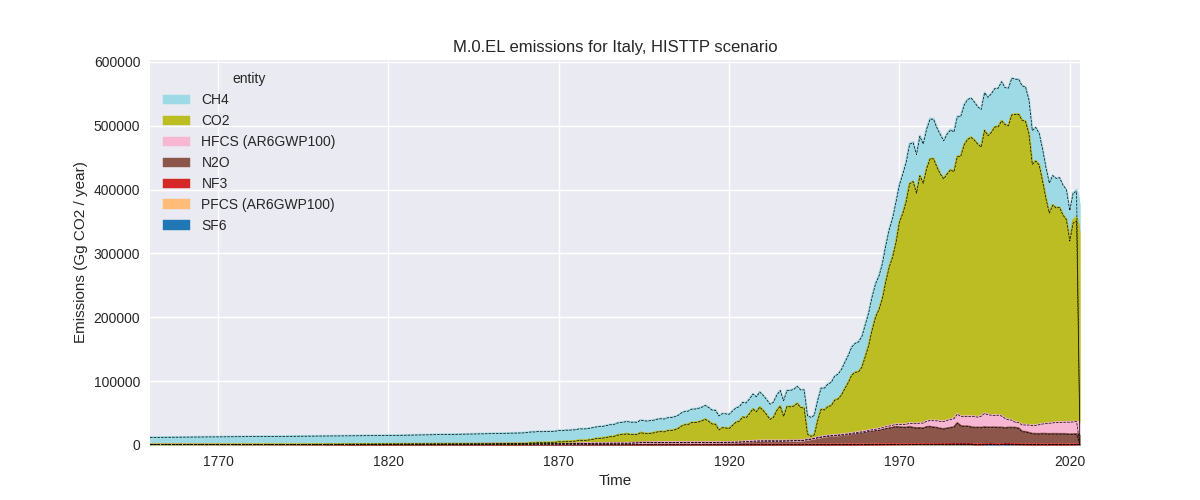 M.0.EL emissions for Italy, HISTTP scenario
Emissions (Gg CO2 / year)
600000
500000
400000
300000
200000
100000
0
entity
CH4
CO2
HFCS (AR6GWP100)
N2O
NF3
PFCS (AR6GWP100)
SF6
1770
1820
1870
1920
1970
2020
Time